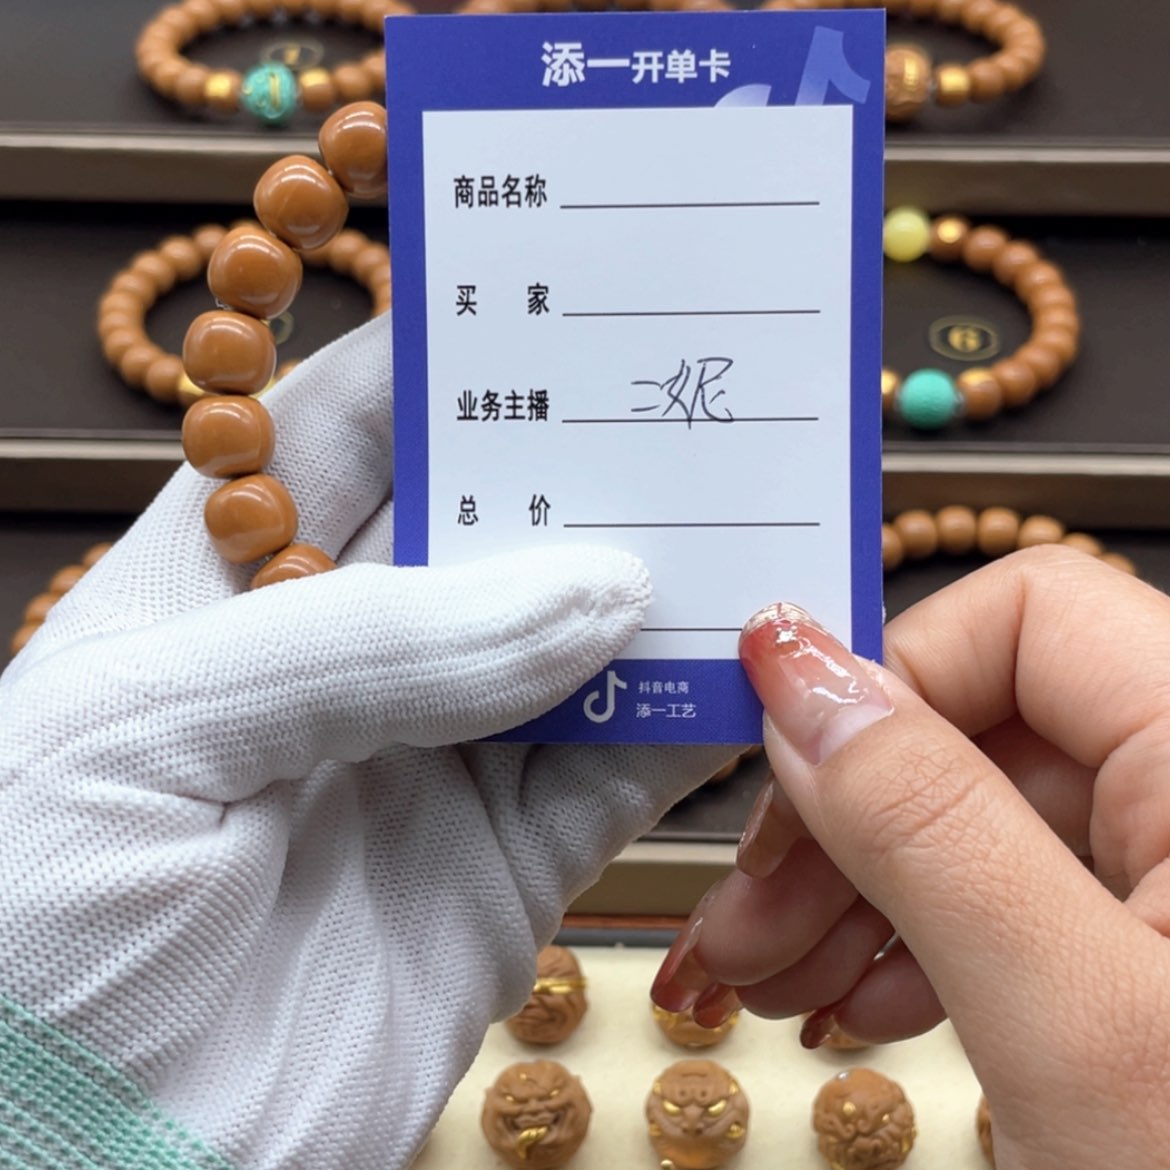 添一开单卡
商品名称
买 家
业务主播 二妮
总 价
抖音电商
添一工艺
6